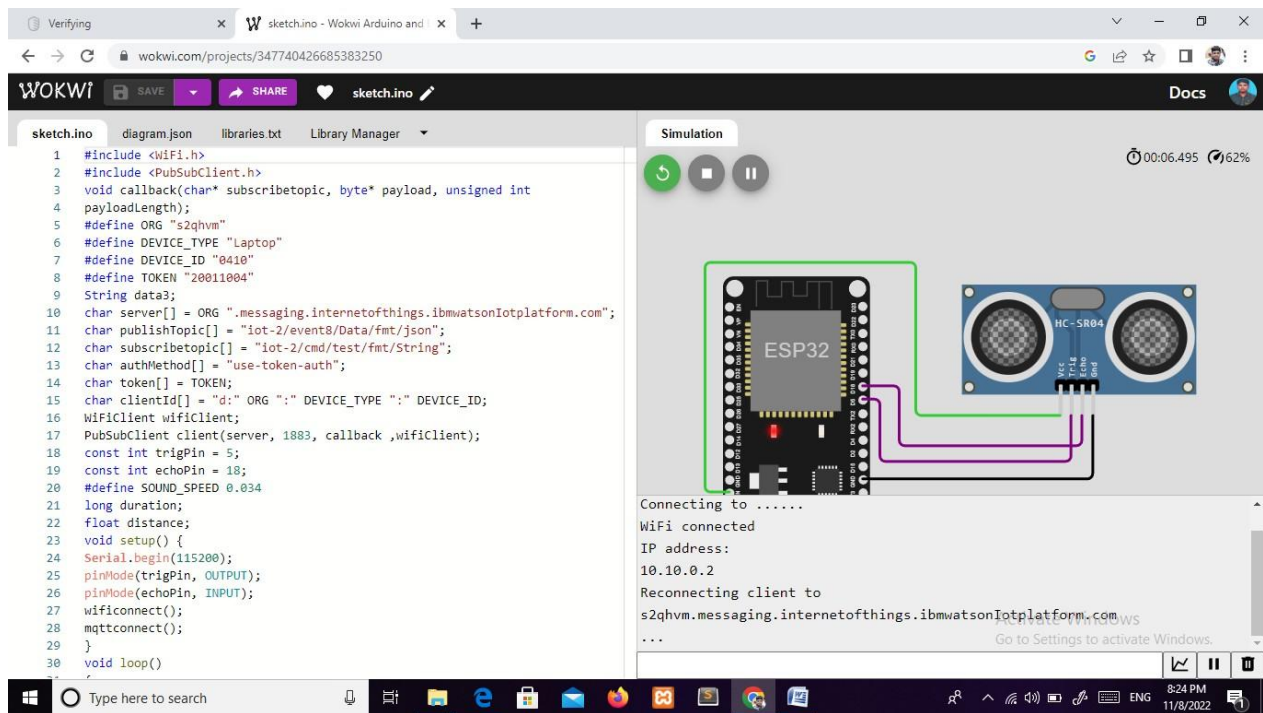 Verifying
sketch.ino - Wokwi Arduino and
wokwi.com/projects/347740426685383250
WOKWi
SAVE
SHARE
sketch.ino
Docs
sketch.ino
diagram.json
libraries.txt
Library Manager
1 #include <WiFi.h>
2 #include <PubSubClient.h>
3 void callback(char* subscribetopic, byte* payload, unsigned int
4 payloadLength);
5 #define ORG "s2qhvm"
6 #define DEVICE_TYPE "Laptop"
7 #define DEVICE_ID "0410"
8 #define TOKEN "20011004"
9 String data3;
10 char server[] = ORG ".messaging.internetofthings.ibmwatsonIotplatform.com";
11 char publishTopic[] = "iot-2/event8/Data/fmt/json";
12 char subscribetopic[] = "iot-2/cmd/test/fmt/String";
13 char authMethod[] = "use-token-auth";
14 char token[] = TOKEN;
15 char clientId[] = "d:" ORG ":" DEVICE_TYPE ":" DEVICE_ID;
16 WiFiClient wifiClient;
17 PubSubClient client(server, 1883, callback ,wifiClient);
18 const int trigPin = 5;
19 const int echoPin = 18;
20 #define SOUND_SPEED 0.034
21 long duration;
22 float distance;
23 void setup() {
24 Serial.begin(115200);
25 pinMode(trigPin, OUTPUT);
26 pinMode(echoPin, INPUT);
27 wificonnect();
28 mqttconnect();
29 }
30 void loop()
Simulation
00:06.495 62%
ESP32
HC-SR04
Vcc
Trig
Echo
Gnd
Connecting to ......
WiFi connected
IP address:
10.10.0.2
Reconnecting client to
s2qhvm.messaging.internetofthings.ibmwatsonIotplatform.com
...
Activate Windows
Go to Settings to activate Windows.
Type here to search
ENG
8:24 PM
11/8/2022